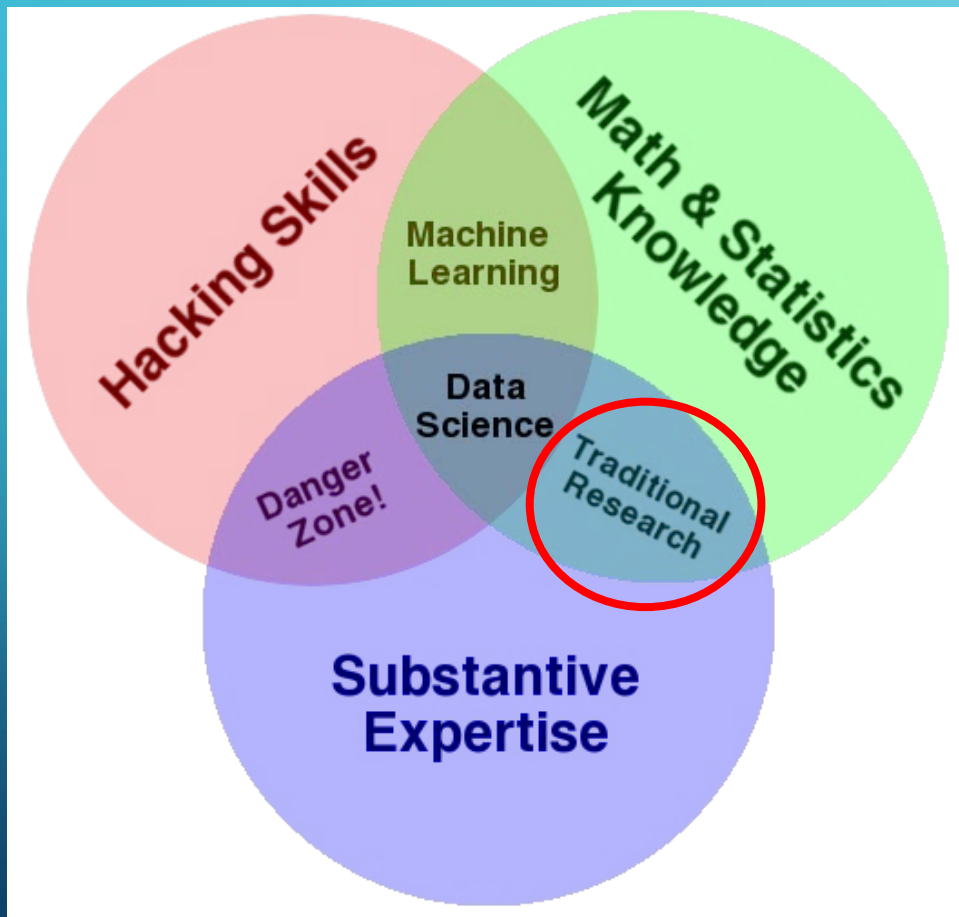 Hacking Skills
Math & Statistics
Knowledge
Machine
Learning
Data
Science
Danger
Zone!
Traditional
Research
Substantive
Expertise